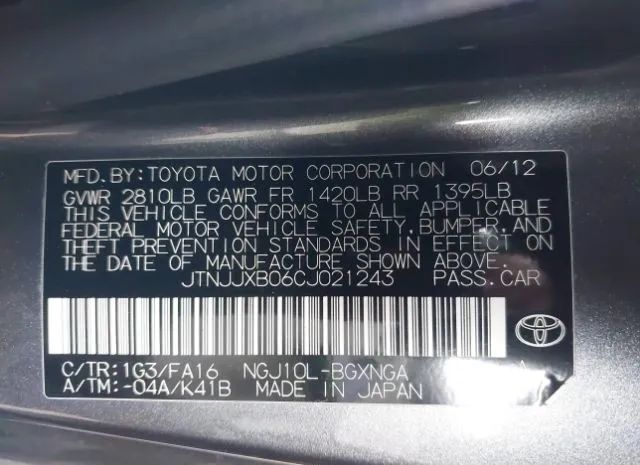 MFD.BY:TOYOTA MOTOR CORPORATION 06/12
GVWR 2810LB GAWR FR 1420LB RR 1395LB
THIS VEHICLE CONFORMS TO ALL APPLICABLE
FEDERAL MOTOR VEHICLE SAFETY,BUMPER,AND
THEFT PREVENTION STANDARDS IN EFFECT ON
THE DATE OF MANUFACTURE SHOWN ABOVE.
JTNJJXB06CJ021243 PASS.CAR
C/TR:1G3/FA16 NGJ10L-BGXNGA
A/TM:-04A/K41B MADE IN JAPAN